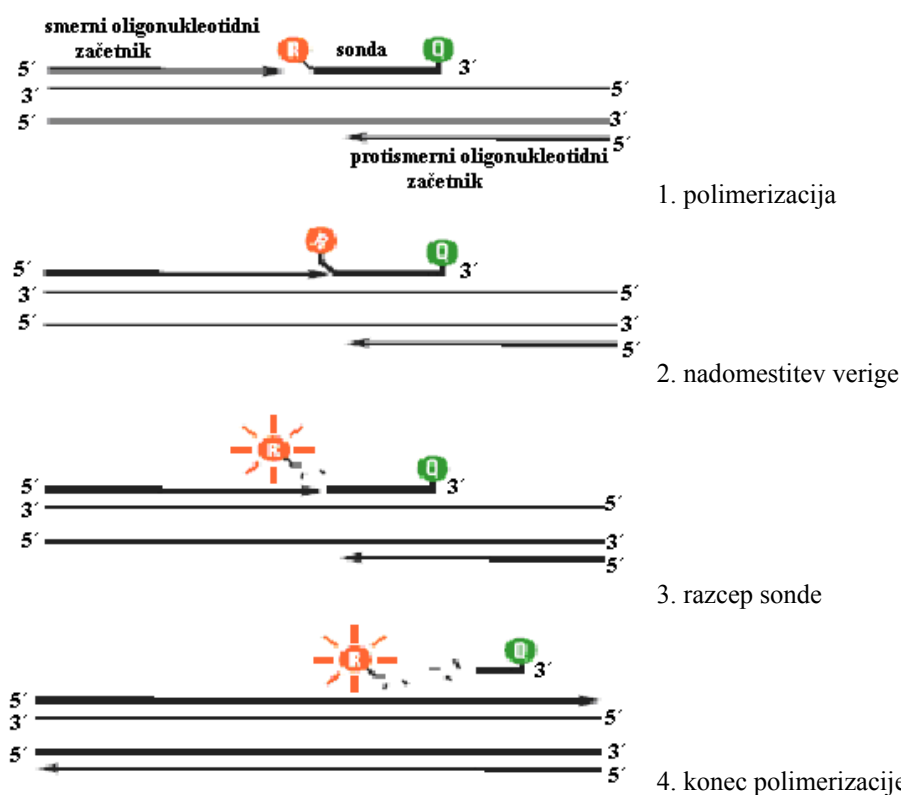 smerni oligonukleotidni
začetnik
R
sonda
Q
5´
3´
3´
5´
5´
3´
5´
protismerni oligonukleotidni
začetnik
1. polimerizacija
R
Q
5´
3´
3´
5´
5´
3´
5´
2. nadomestitev verige
R
Q
5´
3´
3´
5´
5´
3´
5´
3. razcep sonde
R
Q
3´
5´
3´
5´
5´
3´
5´
4. konec polimerizacije